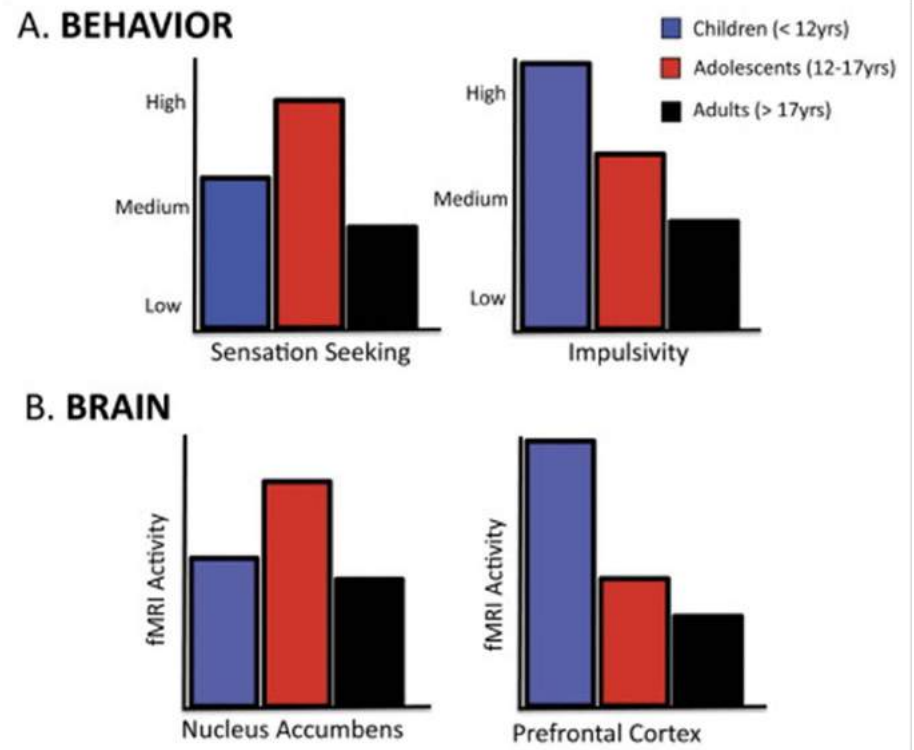 A. BEHAVIOR
Children (< 12yrs)
Adolescents (12-17yrs)
Adults (> 17yrs)
High
Medium
Low
Sensation Seeking
High
Medium
Low
Impulsivity
B. BRAIN
fMRI Activity
Nucleus Accumbens
fMRI Activity
Prefrontal Cortex